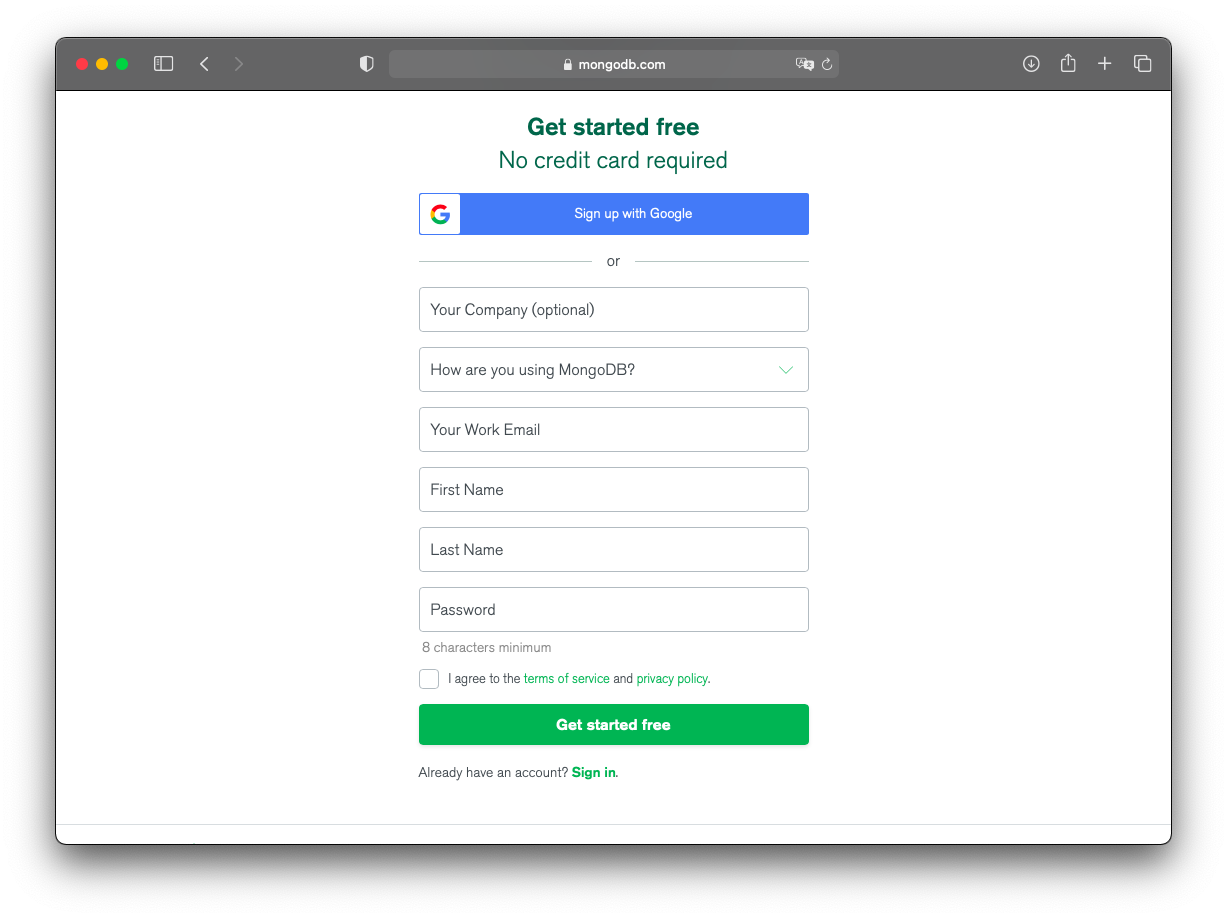 mongodb.com
Get started free
No credit card required
Sign up with Google
or
Your Company (optional)
How are you using MongoDB?
Your Work Email
First Name
Last Name
Password
8 characters minimum
I agree to the terms of service and privacy policy.
Get started free
Already have an account? Sign in.